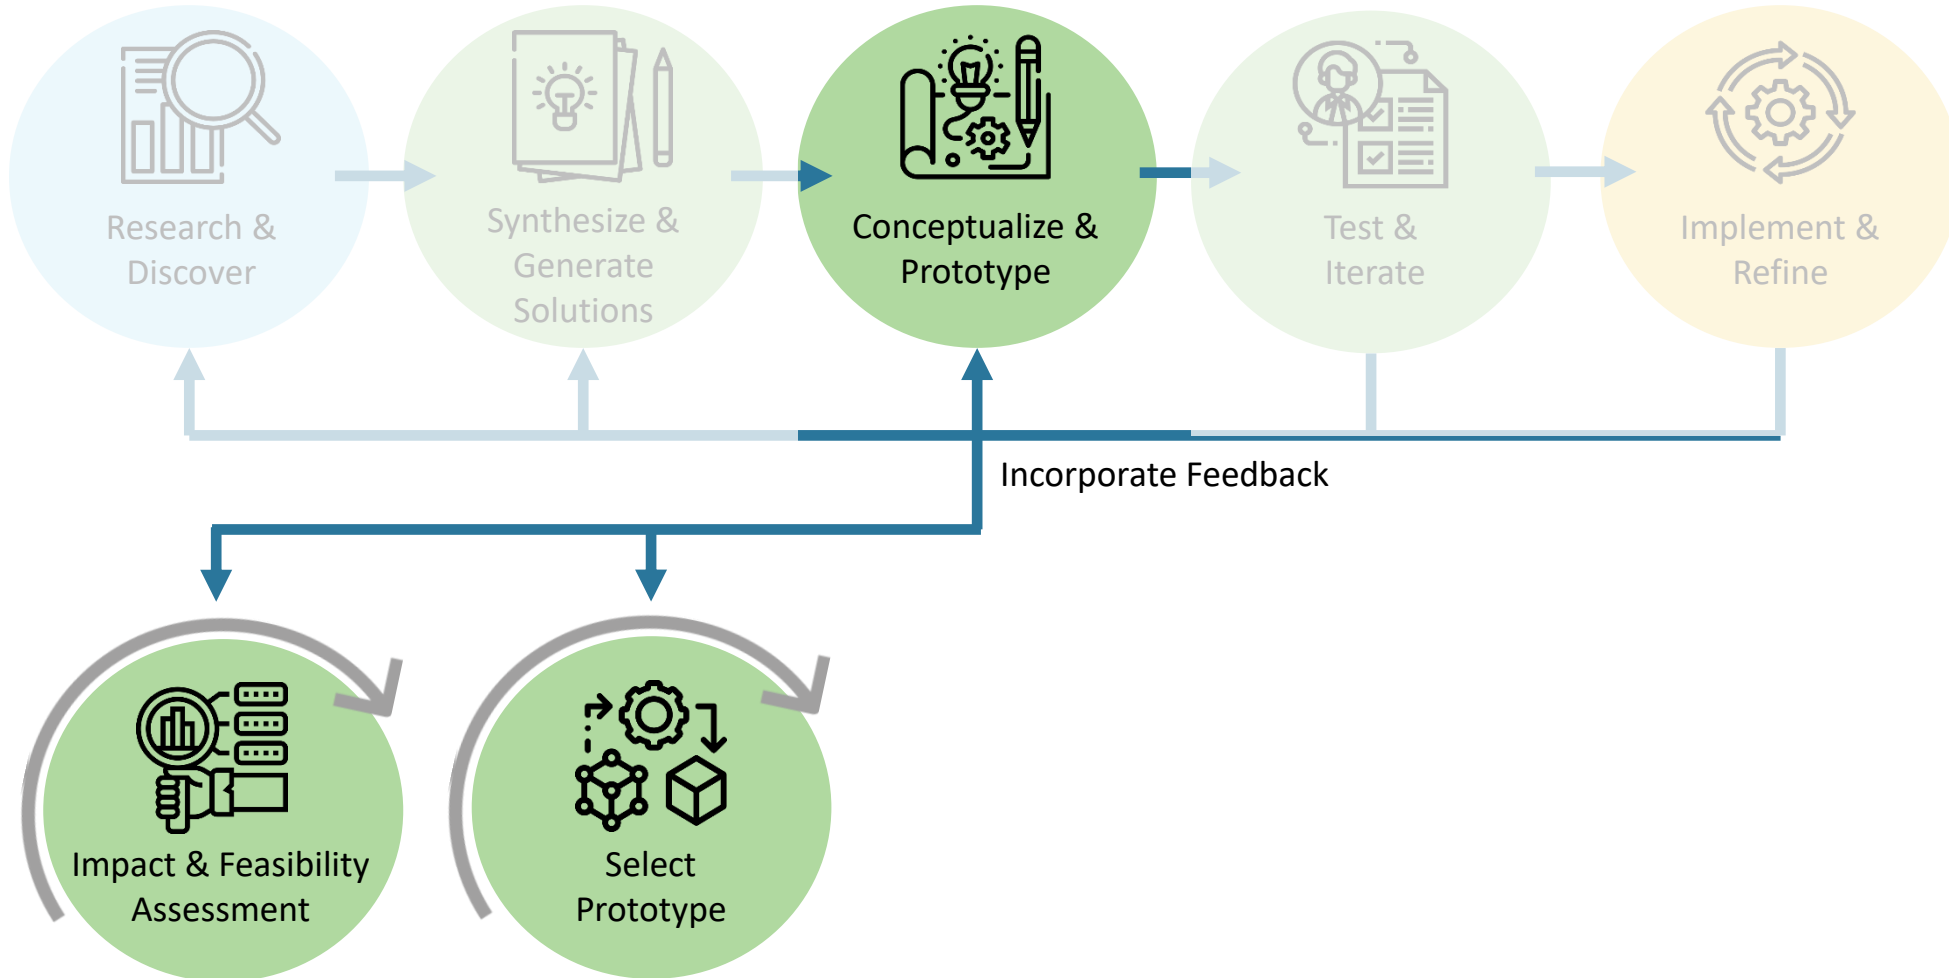 Research &
Discover
Synthesize &
Generate
Solutions
Conceptualize &
Prototype
Test &
Iterate
Implement &
Refine
Incorporate Feedback
Impact & Feasibility
Assessment
Select
Prototype